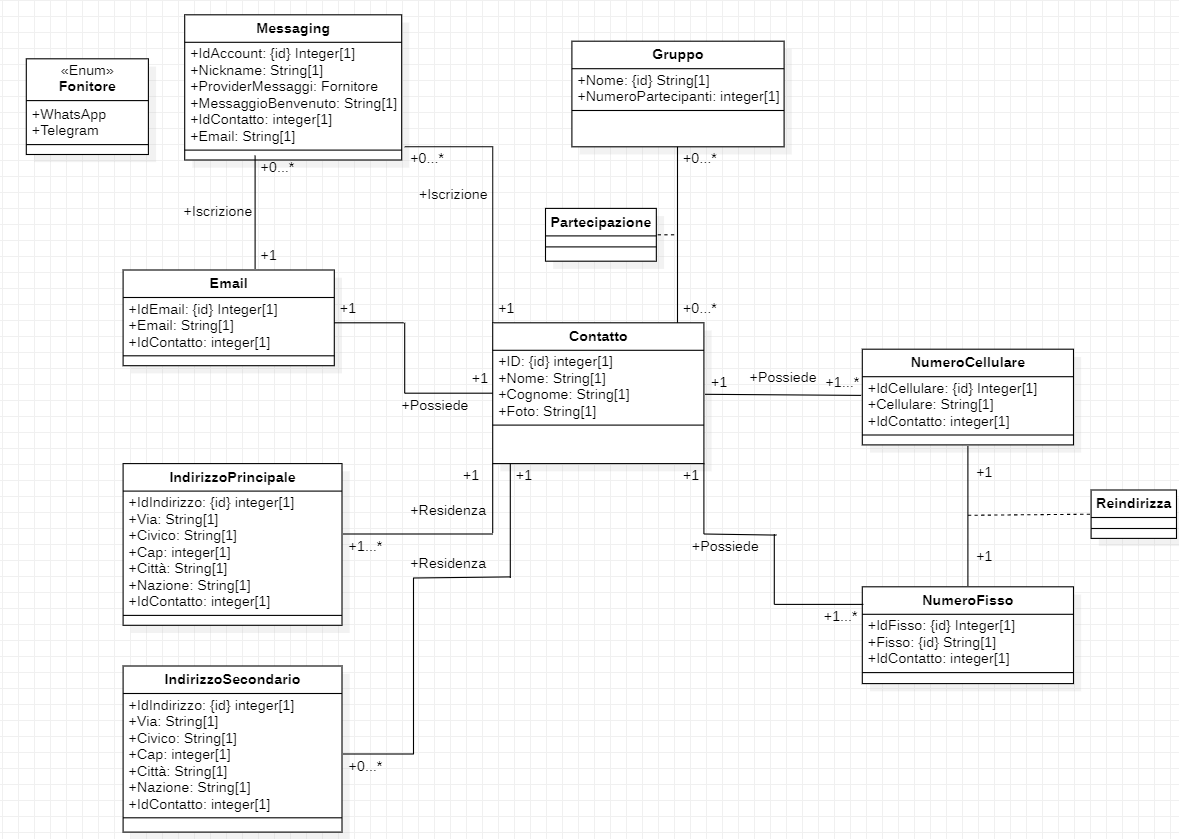 «Enum»
Fonitore
+WhatsApp
+Telegram
Messaging
+IdAccount: {id} Integer[1]
+Nickname: String[1]
+ProviderMessaggi: Fornitore
+MessaggioBenvenuto: String[1]
+IdContatto: integer[1]
+Email: String[1]
Gruppo
+Nome: {id} String[1]
+NumeroPartecipanti: integer[1]
+0...*
+0...*
+0...*
+Iscrizione
+Iscrizione
Partecipazione
+1
+1
+0...*
Email
+IdEmail: {id} Integer[1]
+Email: String[1]
+IdContatto: integer[1]
+1
+1
+Possiede
Contatto
+ID: {id} integer[1]
+Nome: String[1]
+Cognome: String[1]
+Foto: String[1]
+1
+Possiede
+1...*
NumeroCellulare
+IdCellulare: {id} Integer[1]
+Cellulare: String[1]
+IdContatto: integer[1]
+1
+1
+1
+1
Reindirizza
+1
IndirizzoPrincipale
+IdIndirizzo: {id} integer[1]
+Via: String[1]
+Civico: String[1]
+Cap: integer[1]
+Città: String[1]
+Nazione: String[1]
+IdContatto: integer[1]
+Residenza
+1...*
+Residenza
+Possiede
+1...*
NumeroFisso
+IdFisso: {id} Integer[1]
+Fisso: {id} String[1]
+IdContatto: integer[1]
IndirizzoSecondario
+IdIndirizzo: {id} integer[1]
+Via: String[1]
+Civico: String[1]
+Cap: integer[1]
+Città: String[1]
+Nazione: String[1]
+IdContatto: integer[1]
+0...*